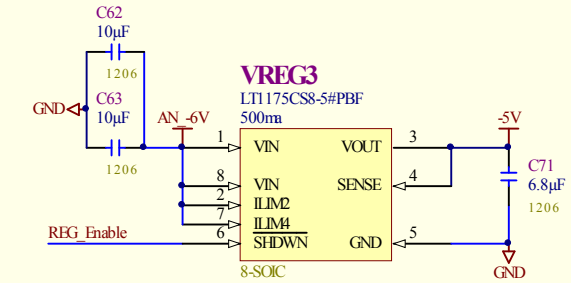 C62
10µF
1206
GND
C63
10µF
1206
AN_-6V
VREG3
LT1175CS8-5#PBF
500ma
1 VIN VOUT 3
8 VIN SENSE 4
2 ILIM2
7 ILIM4
REG_Enable 6 SHDWN GND 5
8-SOIC
-5V
C71
6.8µF
1206
GND